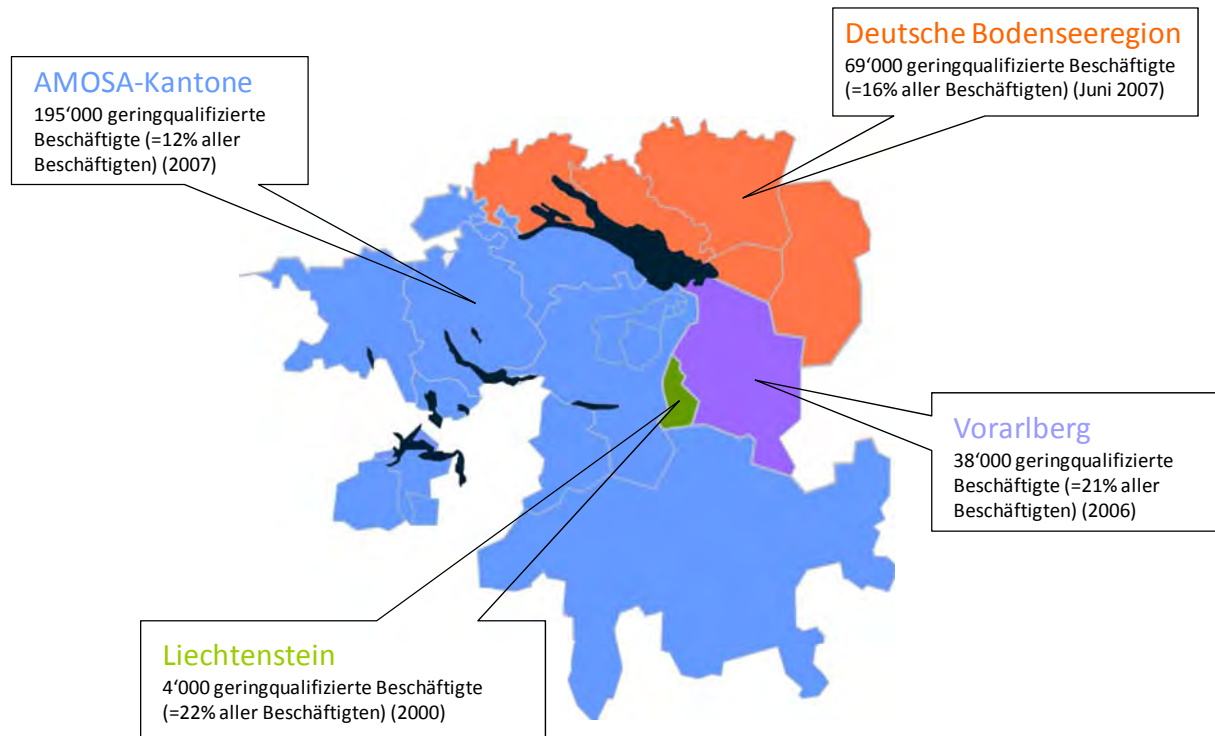 Deutsche Bodenseeregion
69'000 geringqualifizierte Beschäftigte
(=16% aller Beschäftigten) (Juni 2007)
AMOSA-Kantone
195‘000 geringqualifizierte
Beschäftigte (=12% aller
Beschäftigten) (2007)
Vorarlberg
38‘000 geringqualifizierte
Beschäftigte (=21% aller
Beschäftigten) (2006)
Liechtenstein
4‘000 geringqualifizierte Beschäftigte
(=22% aller Beschäftigten) (2000)